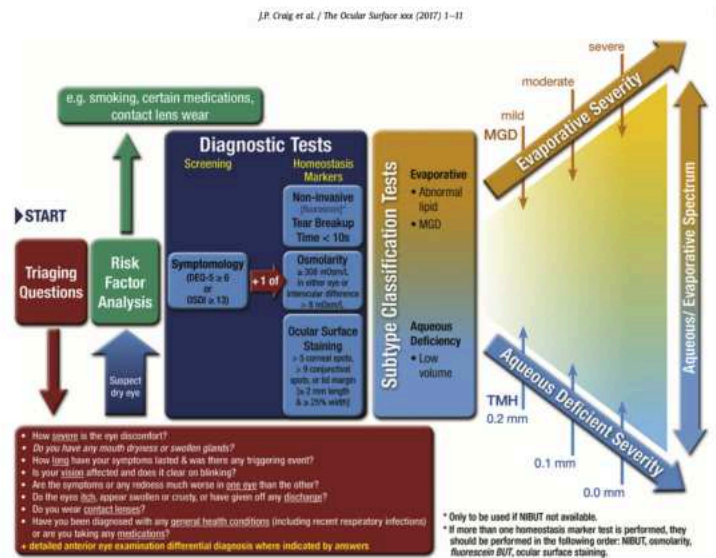 J.P. Craig et al. / The Ocular Surface xxx (2017) 1–11
e.g. smoking, certain medications,
contact lens wear
START
Triaging
Questions
Risk
Factor
Analysis
Suspect
dry eye
Diagnostic Tests
Screening
Homeostasis
Markers
Symptomology
(DEQ-5 ≥ 6
or
OSDI ≥ 13)
+1 of
Non-invasive
[fluorescein]*
Tear Breakup
Time < 10s
Osmolarity
≥ 308 mOsm/L
in either eye or
interocular difference
> 8 mOsm/L
Ocular Surface
Staining
> 5 corneal spots,
> 9 conjunctival
spots, or lid margin
[≥ 2 mm length
& ≥ 25% width]
Subtype Classification Tests
Evaporative
• Abnormal
lipid
• MGD
Aqueous
Deficiency
• Low
volume
severe
moderate
mild
MGD
Evaporative Severity
Aqueous/ Evaporative Spectrum
Aqueous Deficient Severity
TMH
0.2 mm
0.1 mm
0.0 mm
• How severe is the eye discomfort?
• Do you have any mouth dryness or swollen glands?
• How long have your symptoms lasted & was there any triggering event?
• Is your vision affected and does it clear on blinking?
• Are the symptoms or any redness much worse in one eye than the other?
• Do the eyes itch, appear swollen or crusty, or have given off any discharge?
• Do you wear contact lenses?
• Have you been diagnosed with any general health conditions (including recent respiratory infections)
or are you taking any medications?
+ detailed anterior eye examination differential diagnosis where indicated by answers
* Only to be used if NIBUT not available.
* If more than one homeostasis marker test is performed, they
should be performed in the following order: NIBUT, osmolarity,
fluorescein BUT, ocular surface staining.